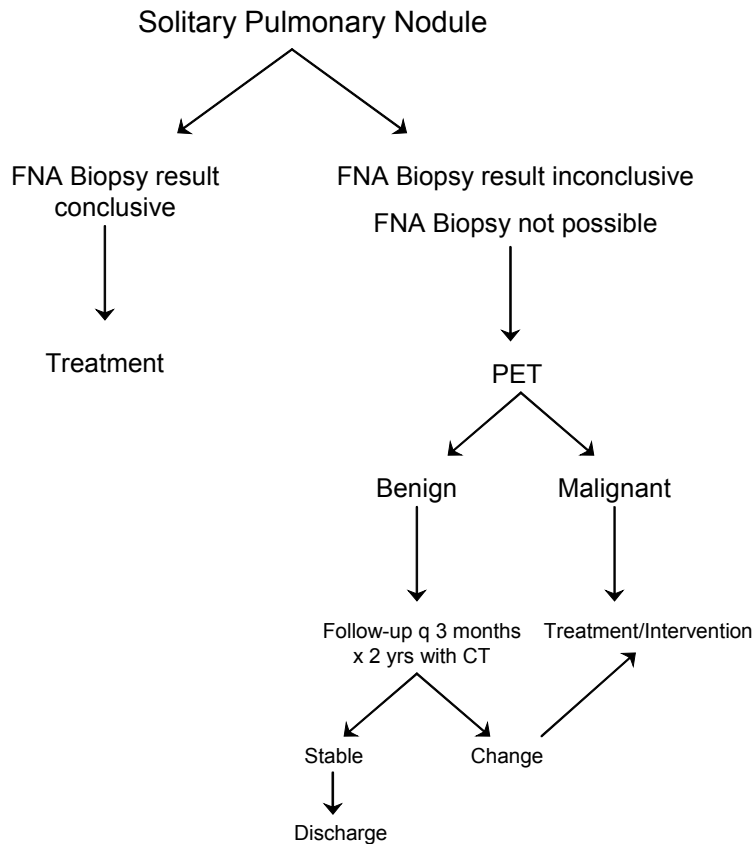 Solitary Pulmonary Nodule
FNA Biopsy result
conclusive
FNA Biopsy result inconclusive
FNA Biopsy not possible
Treatment
PET
Benign
Malignant
Follow-up q 3 months
x 2 yrs with CT
Treatment/Intervention
Stable
Change
Discharge